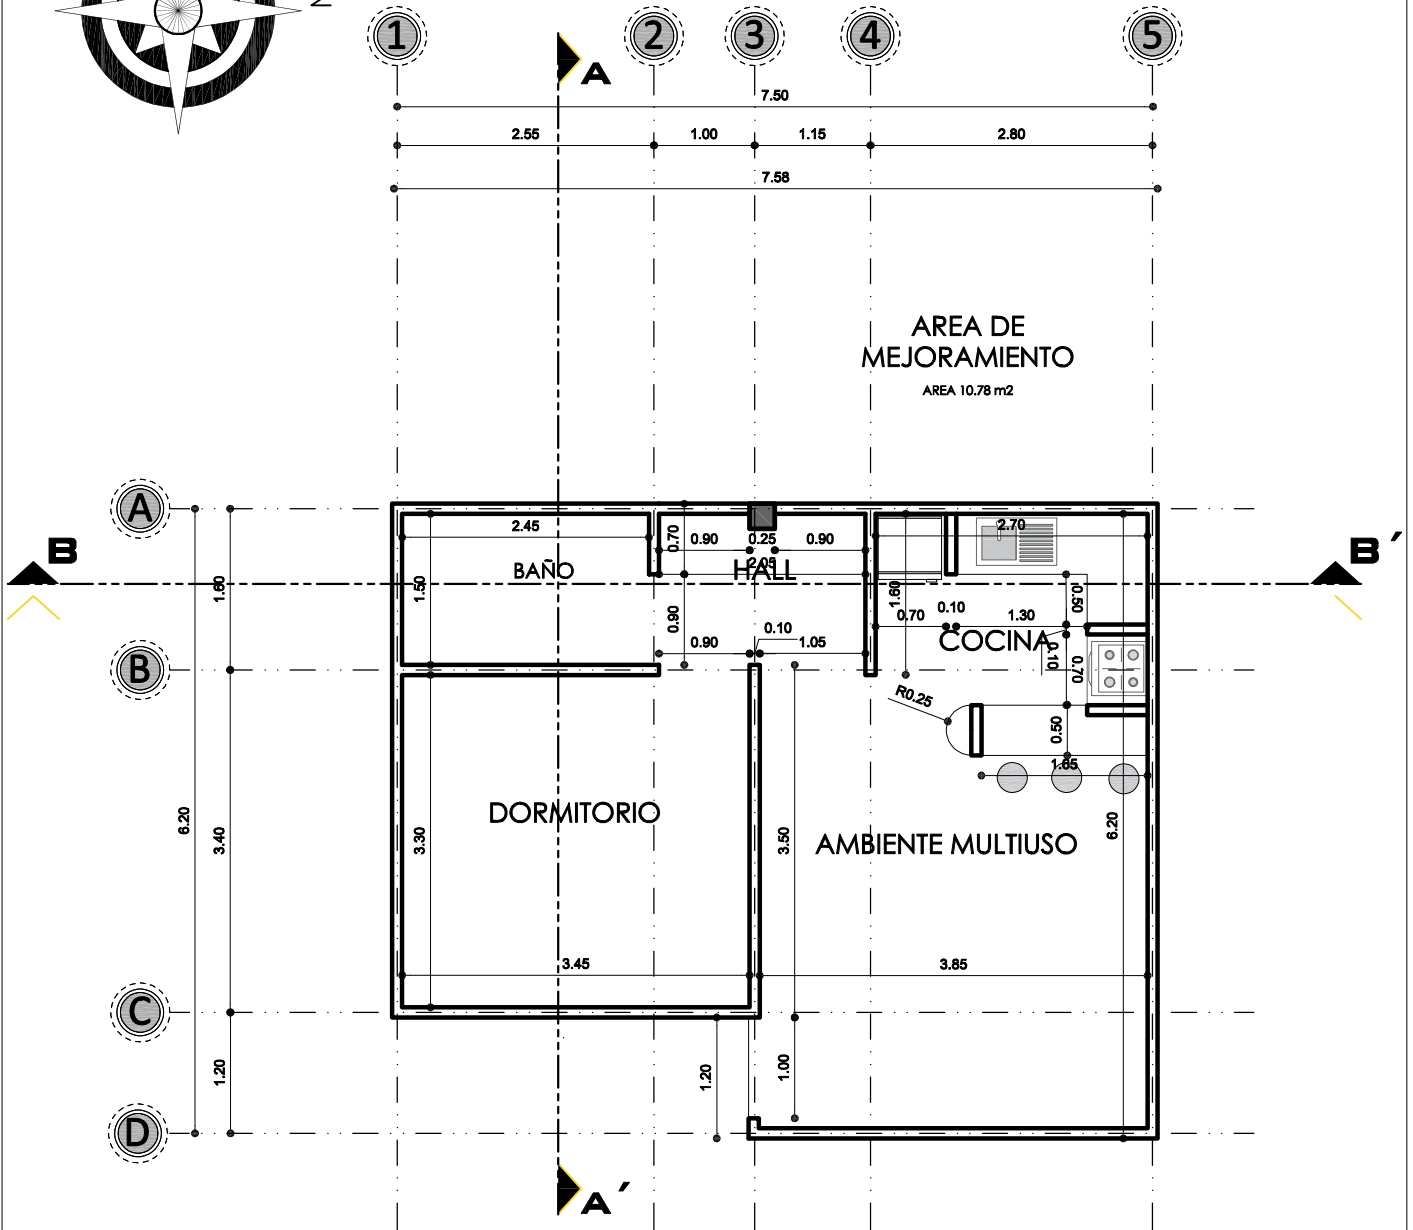 N
1 2 3 4 5
A
7.50
2.55 1.00 1.15 2.80
7.58
AREA DE
MEJORAMIENTO
AREA 10.78 m2
A
2.45 0.70 0.90 0.25 0.90 2.70
B B´
BAÑO 2.05
HALL
1.60 1.50 1.60 0.50
0.90 0.70 0.10 1.30
0.90 0.10 1.05 COCINA
B
0.10 0.70
R0.25
0.50
1.65
6.20 3.40 3.30 3.50 6.20
DORMITORIO
AMBIENTE MULTIUSO
3.45 3.85
C
1.20 1.20 1.00
D
A´